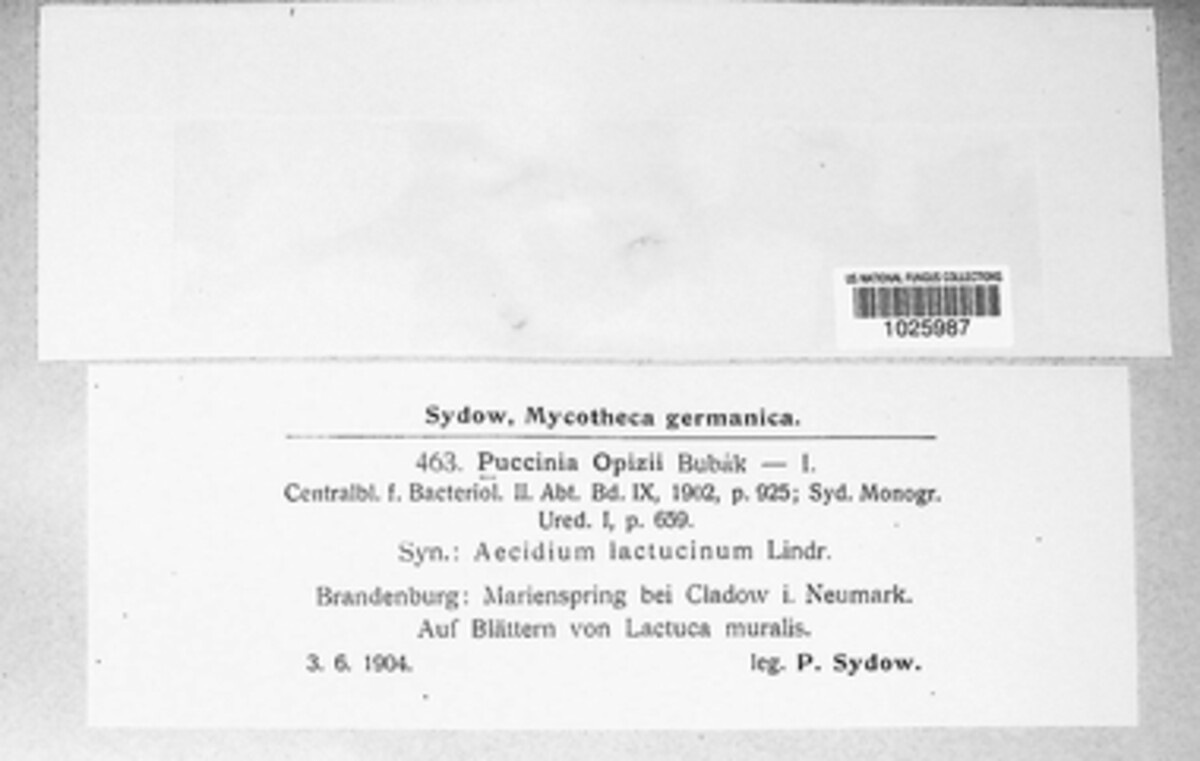 US NATIONAL FUNGUS COLLECTIONS
1025987
Sydow, Mycotheca germanica.
463. Puccinia Opizii Bubák — I.
Centralbl. f. Bacteriol. II. Abt. Bd. IX, 1902, p. 925; Syd. Monogr.
Ured. I, p. 659.
Syn.: Aecidium lactucinum Lindr.
Brandenburg: Marienspring bei Cladow i. Neumark.
Auf Blättern von Lactuca muralis.
3. 6. 1904. leg. P. Sydow.